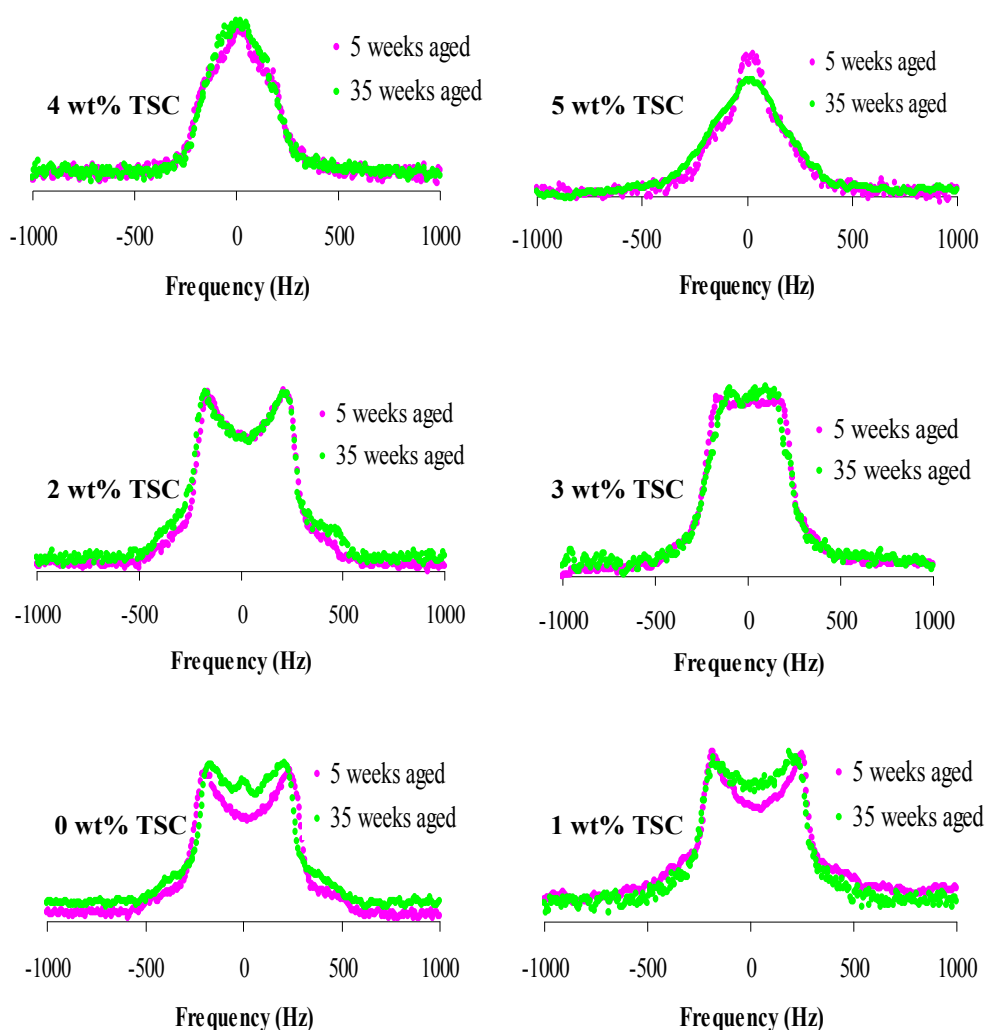 5 weeks aged
35 weeks aged
4 wt% TSC
-1000 -500 0 500 1000
Frequency (Hz)
5 weeks aged
35 weeks aged
5 wt% TSC
-1000 -500 0 500 1000
Frequency (Hz)
5 weeks aged
35 weeks aged
2 wt% TSC
-1000 -500 0 500 1000
Frequency (Hz)
5 weeks aged
35 weeks aged
3 wt% TSC
-1000 -500 0 500 1000
Frequency (Hz)
5 weeks aged
35 weeks aged
0 wt% TSC
-1000 -500 0 500 1000
Frequency (Hz)
5 weeks aged
35 weeks aged
1 wt% TSC
-1000 -500 0 500 1000
Frequency (Hz)